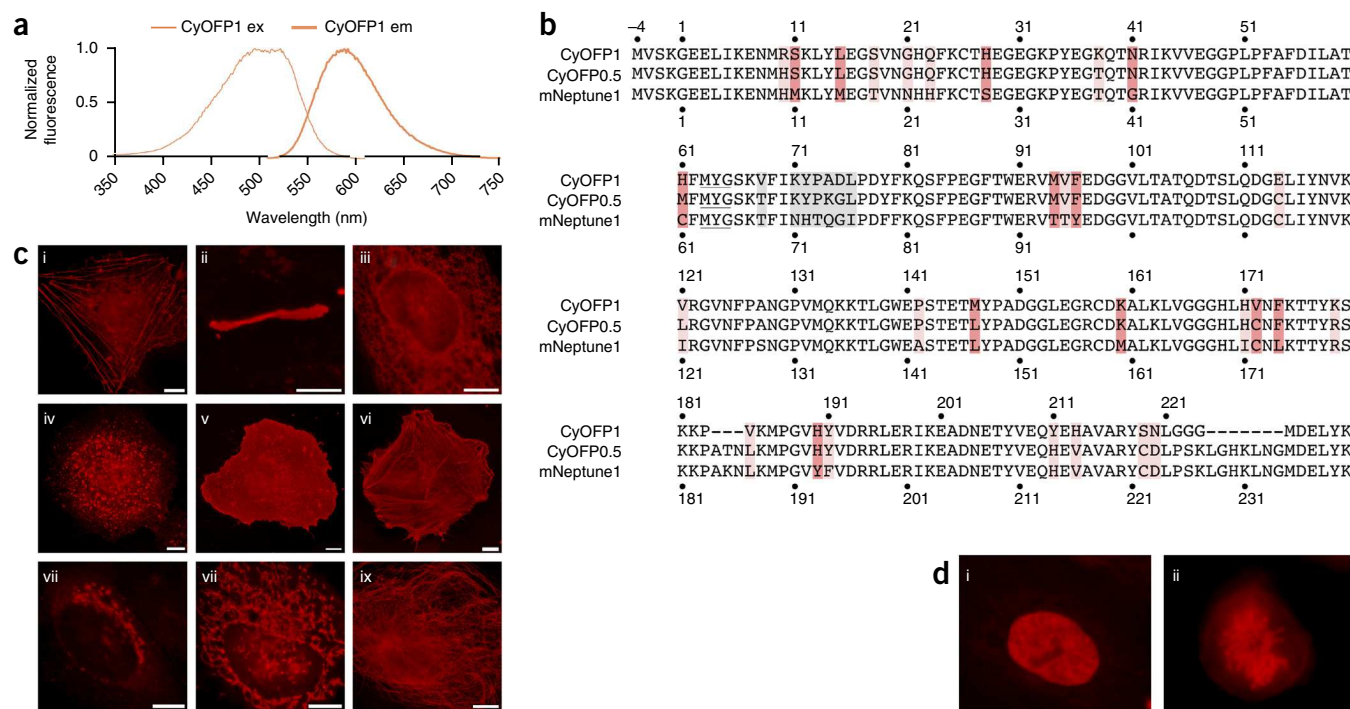 a
CyOFP1 ex
CyOFP1 em
Normalized
fluorescence
1.0
0.5
0
350 400 450 500 550 600 650 700 750
Wavelength (nm)
b
–4 1 11 21 31 41 51
CyOFP1 MVSKGEELIKENMRSKLYLEGSVNGHQFKCTHEGEGKPYEGKQTNRIKVVEGGPLPFAFDILAT
CyOFP0.5 MVSKGEELIKENMHSKLYLEGSVNGHQFKCTHEGEGKPYEGTQTNRIKVVEGGPLPFAFDILAT
mNeptune1 MVSKGEELIKENMHMKLYMEGTVNNHHFKCTSEGEGKPYEGTQTGRIKVVEGGPLPFAFDILAT
1 11 21 31 41 51
61 71 81 91 101 111
CyOFP1 HFMYGSKVFIKYPADLPDYFKQSFPEGFTWERVMVFEDGGVLTATQDTSLQDGELIYNVK
CyOFP0.5 MFMYGSKVFIKYPKGLPDYFKQSFPEGFTWERVMVFEDGGVLTATQDTSLQDGCLIYNVK
mNeptune1 CFMYGSKTFINHTQGIPDFFKQSFPEGFTWERVTTYEDGGVLTATQDTSLQDGCLIYNVK
61 71 81 91
121 131 141 151 161 171
CyOFP1 VRGVNFPANGPVMQKKTLGWEPSTETMYPADGGLEGRCDKALKLVGGGHLHVNFKTTYKS
CyOFP0.5 LRGVNFPANGPVMQKKTLGWEPSTETLYPADGGLEGRCDKALKLVGGGHLHCNFKTTYRS
mNeptune1 IRGVNFPSNGPVMQKKTLGWEASTETLYPADGGLEGRCDMALKLVGGGHLICNLKTTYRS
121 131 141 151 161 171
181 191 201 211 221
CyOFP1 KKP---VKMPGVHYVDRRLERIKEADNETYVEQYEHAVARYCDLGGG-------MDELYK
CyOFP0.5 KKPATNLKMPGVHYVDRRLERIKEADNETYVEQYEHAVARYCDLPSKLGHKLNGMDELYK
mNeptune1 KKPAKNLKMPGVYFVDRRLERIKEADNETYVEQHEVAVARYCDLPSKLGHKLNGMDELYK
181 191 201 211 221 231
c
i ii iii
iv v vi
vii vii ix
d
i ii